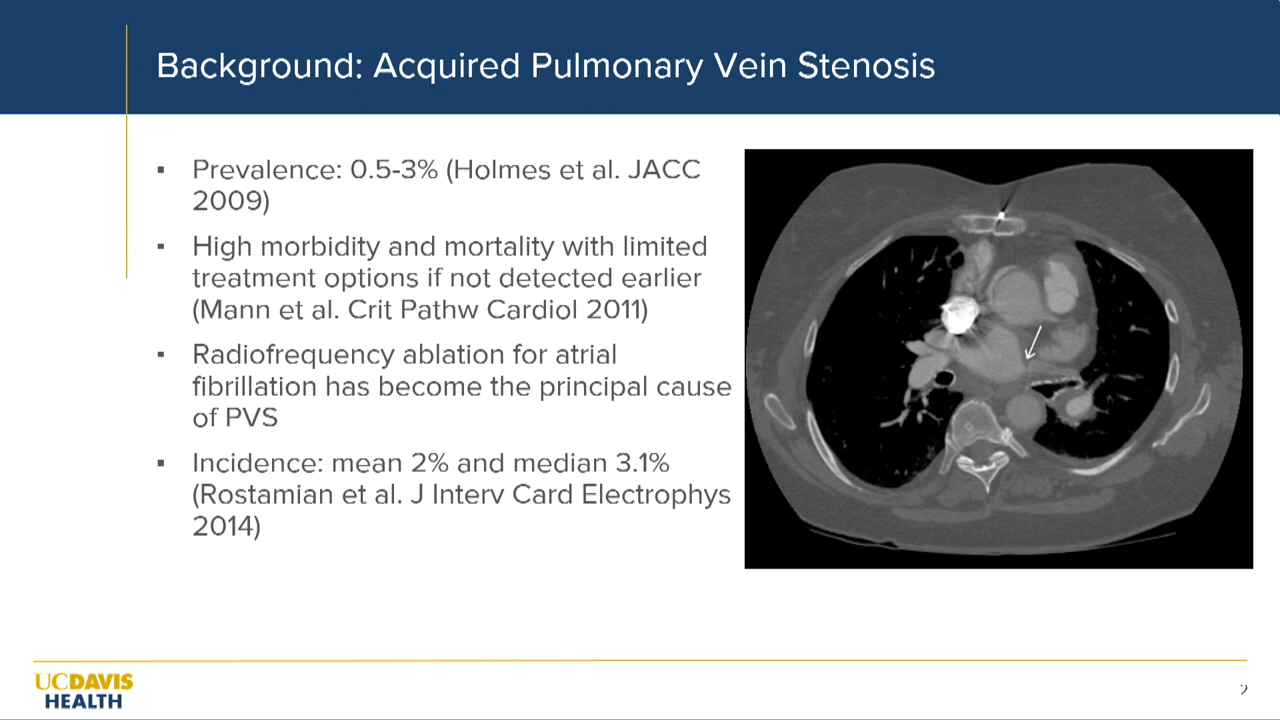 Background: Acquired Pulmonary Vein Stenosis
▪ Prevalence: 0.5-3% (Holmes et al. JACC
2009)
▪ High morbidity and mortality with limited
treatment options if not detected earlier
(Mann et al. Crit Pathw Cardiol 2011)
▪ Radiofrequency ablation for atrial
fibrillation has become the principal cause
of PVS
▪ Incidence: mean 2% and median 3.1%
(Rostamian et al. J Interv Card Electrophys
2014)
UCDAVIS
HEALTH